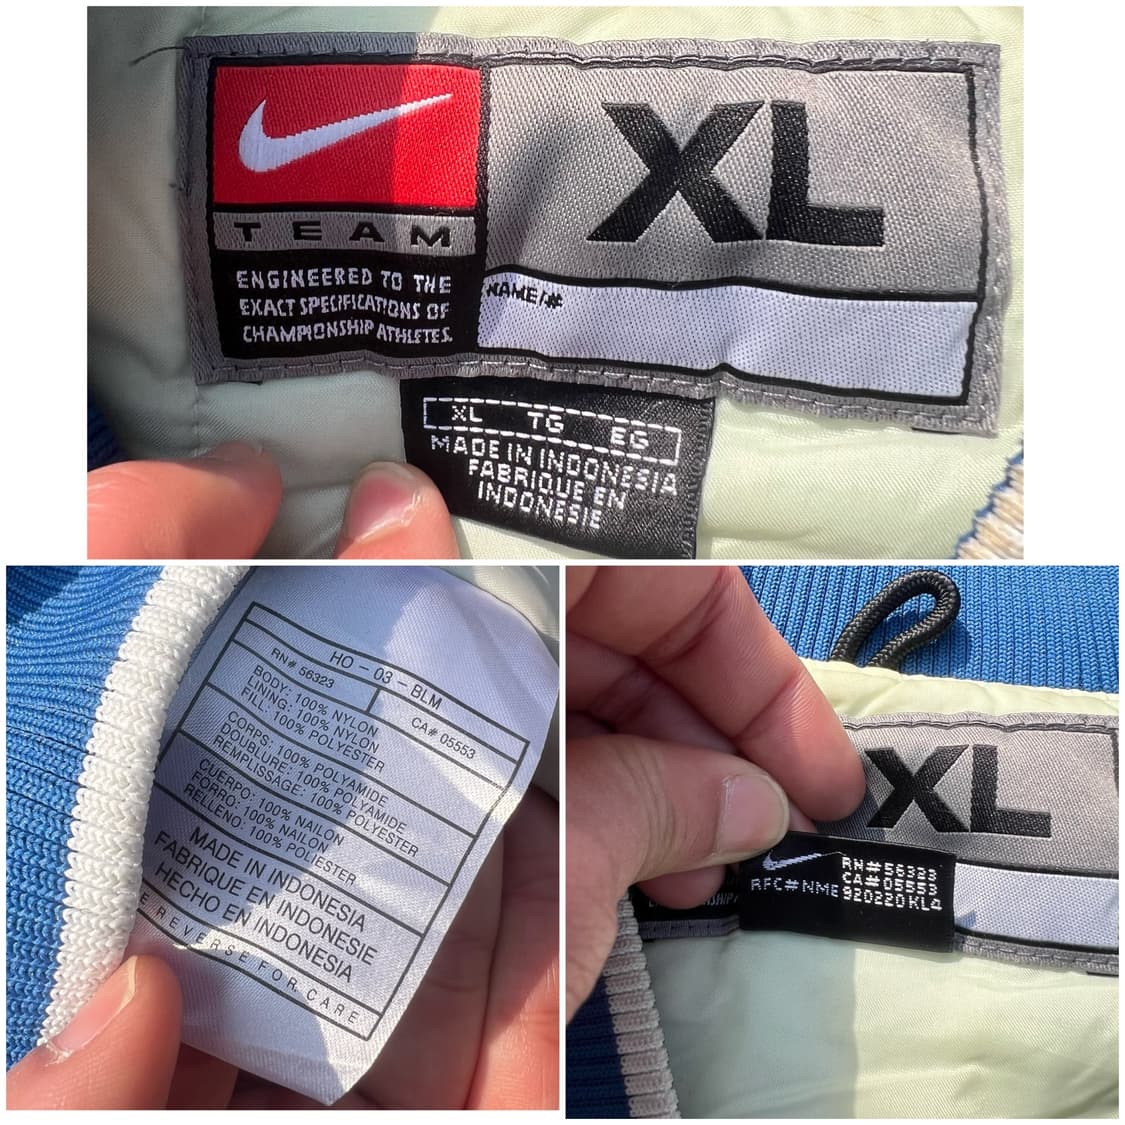 XL
TEAM
ENGINEERED TO THE
EXACT SPECIFICATIONS OF
CHAMPIONSHIP ATHLETES.
NAME/#
XL TG EG
MADE IN INDONESIA
FABRIQUE EN
INDONESIE
HO - 03 - BLM
RN# 56323 CA# 05553
BODY: 100% NYLON
LINING: 100% NYLON
FILL: 100% POLYESTER
CORPS: 100% POLYAMIDE
DOUBLURE: 100% POLYAMIDE
REMPLISSAGE: 100% POLYESTER
CUERPO: 100% NAILON
FORRO: 100% NAILON
RELLENO: 100% POLIESTER
MADE IN INDONESIA
FABRIQUE EN INDONESIE
HECHO EN INDONESIA
E REVERSE FOR CARE
XL
RN#56323
CA#05553
RFC#NME 920220KL4